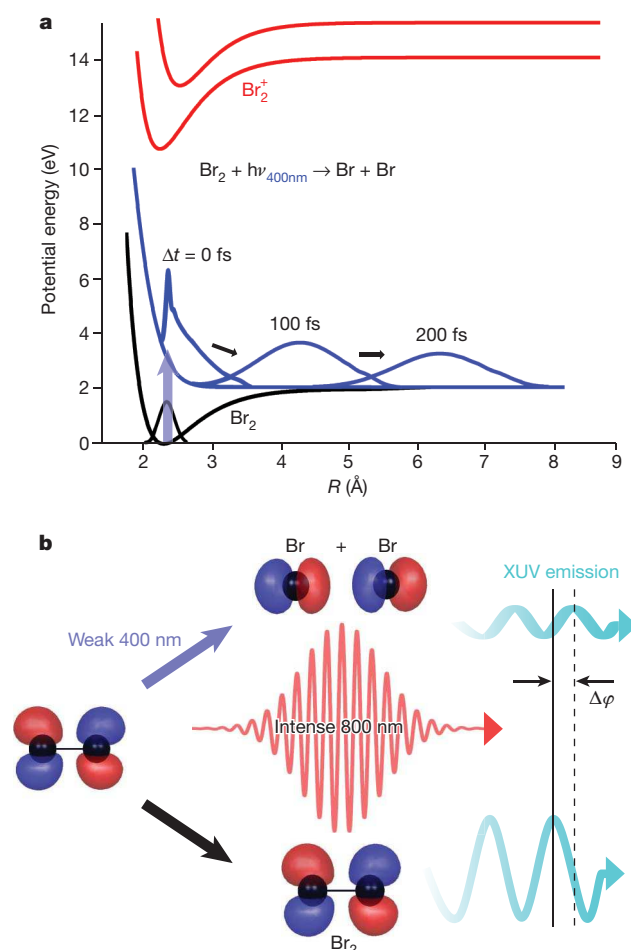 a
Potential energy (eV)
14
12
10
8
6
4
2
0
Br₂⁺
Br₂ + hν₄₀₀ₙₘ → Br + Br
Δt = 0 fs
100 fs
200 fs
Br₂
2 3 4 5 6 7 8 9
R (Å)
b
Br + Br
XUV emission
Weak 400 nm
Δφ
Intense 800 nm
Br₂